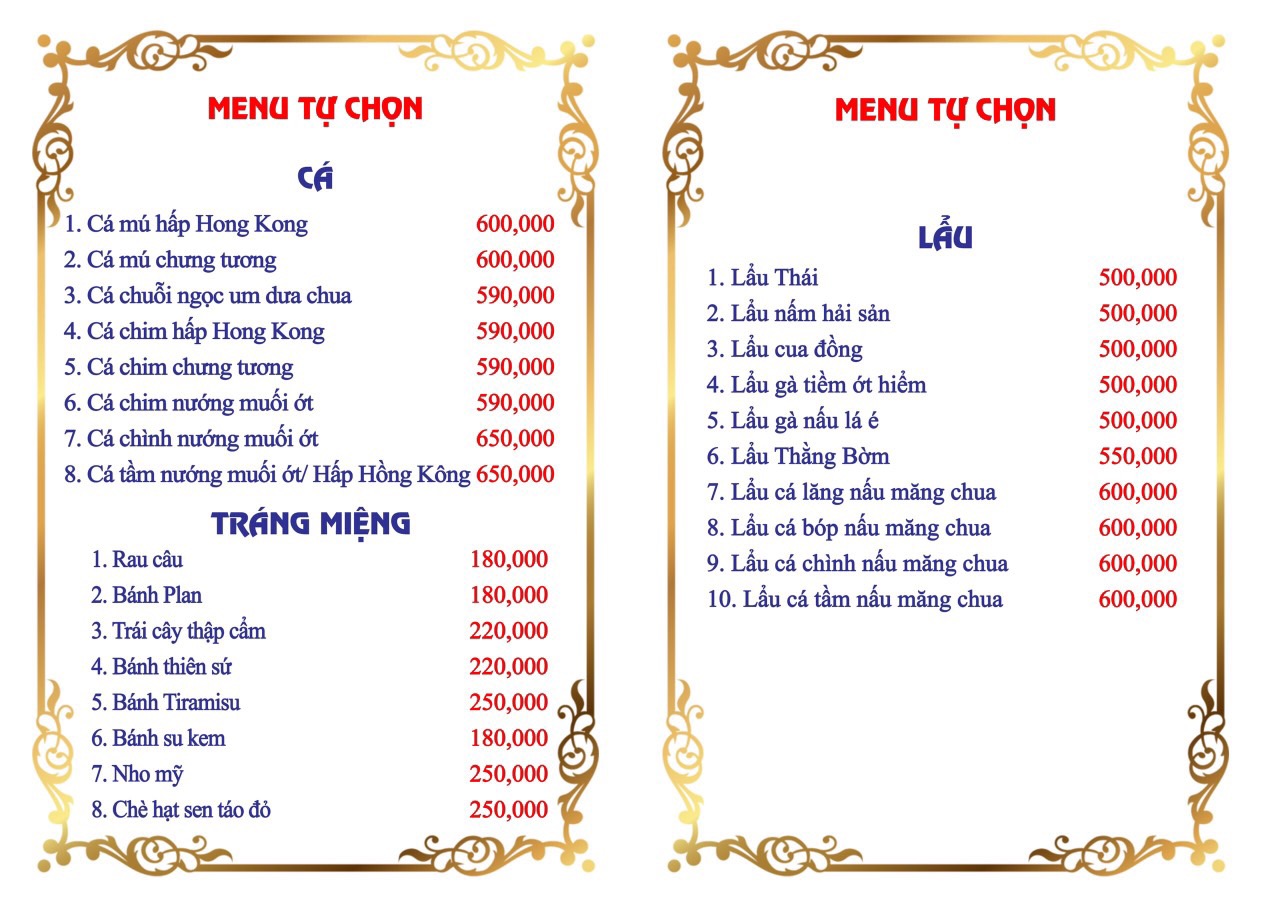 MENU TỰ CHỌN
CÁ
1. Cá mú hấp Hong Kong 600,000
2. Cá mú chưng tương 600,000
3. Cá chuỗi ngọc um dưa chua 590,000
4. Cá chim hấp Hong Kong 590,000
5. Cá chim chưng tương 590,000
6. Cá chim nướng muối ớt 590,000
7. Cá chình nướng muối ớt 650,000
8. Cá tầm nướng muối ớt/ Hấp Hồng Kông 650,000
TRÁNG MIỆNG
1. Rau câu 180,000
2. Bánh Plan 180,000
3. Trái cây thập cẩm 220,000
4. Bánh thiên sứ 220,000
5. Bánh Tiramisu 250,000
6. Bánh su kem 180,000
7. Nho mỹ 250,000
8. Chè hạt sen táo đỏ 250,000
MENU TỰ CHỌN
LẨU
1. Lẩu Thái 500,000
2. Lẩu nấm hải sản 500,000
3. Lẩu cua đồng 500,000
4. Lẩu gà tiềm ớt hiểm 500,000
5. Lẩu gà nấu lá é 500,000
6. Lẩu Thằng Bờm 550,000
7. Lẩu cá lăng nấu măng chua 600,000
8. Lẩu cá bóp nấu măng chua 600,000
9. Lẩu cá chình nấu măng chua 600,000
10. Lẩu cá tầm nấu măng chua 600,000